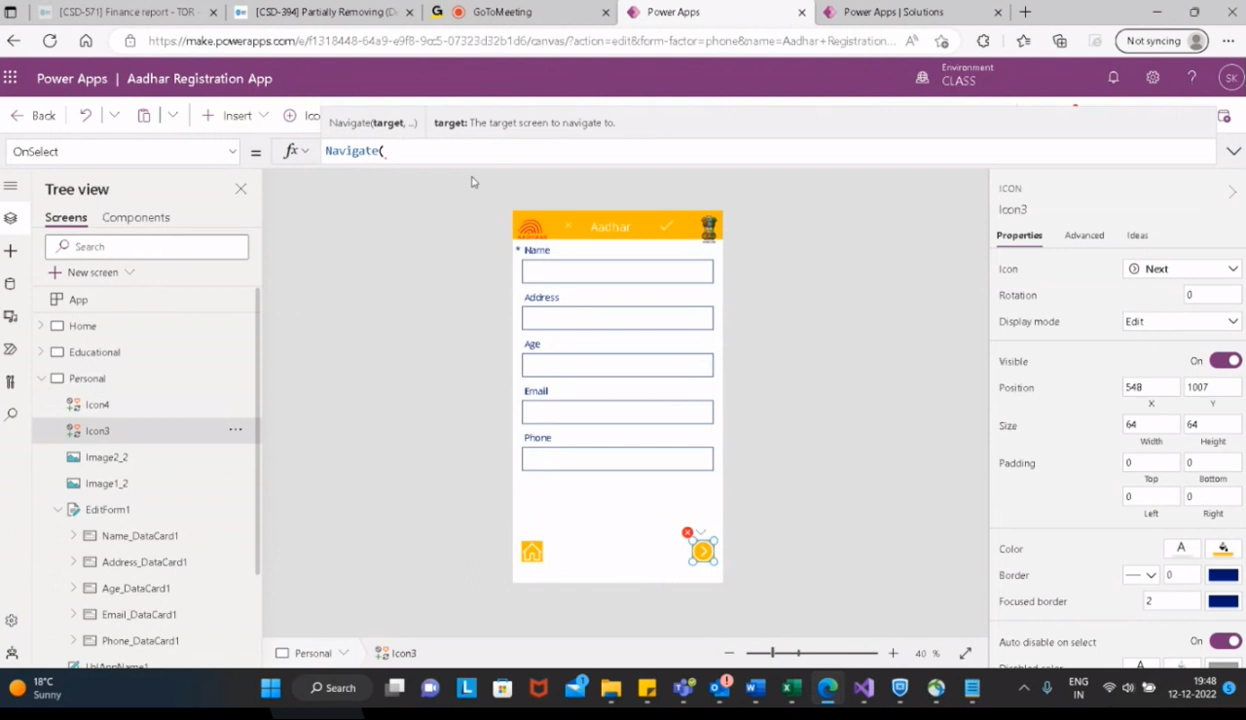 [CSD-571] Finance report - TOR -
[CSD-394] Partially Removing (D
GoToMeeting
Power Apps
Power Apps | Solutions
https://make.powerapps.com/e/f1318448-64a9-e9f8-9cc5-07323d32b1d6/canvas/?action=edit&form-factor=phone&name=Aadhar+Registration...
Not syncing
Power Apps | Aadhar Registration App
Environment
CLASS
SK
Back
Insert
Ico
Navigate(target, ...) target: The target screen to navigate to.
OnSelect
= fx Navigate(
Tree view
Screens Components
Search
New screen
App
Home
Educational
Personal
Icon4
Icon3
Image2_2
Image1_2
EditForm1
Name_DataCard1
Address_DataCard1
Age_DataCard1
Email_DataCard1
Phone_DataCard1
LblAppName1
Aadhar
* Name
Address
Age
Email
Phone
ICON
Icon3
Properties Advanced Ideas
Icon Next
Rotation 0
Display mode Edit
Visible On
Position 548 1007
X Y
Size 64 64
Width Height
Padding 0 0
Top Bottom
0 0
Left Right
Color A
Border 0
Focused border 2
Auto disable on select On
Disabled color A
Personal Icon3
40 %
18°C
Sunny
Search
ENG
IN
19:48
12-12-2022
5